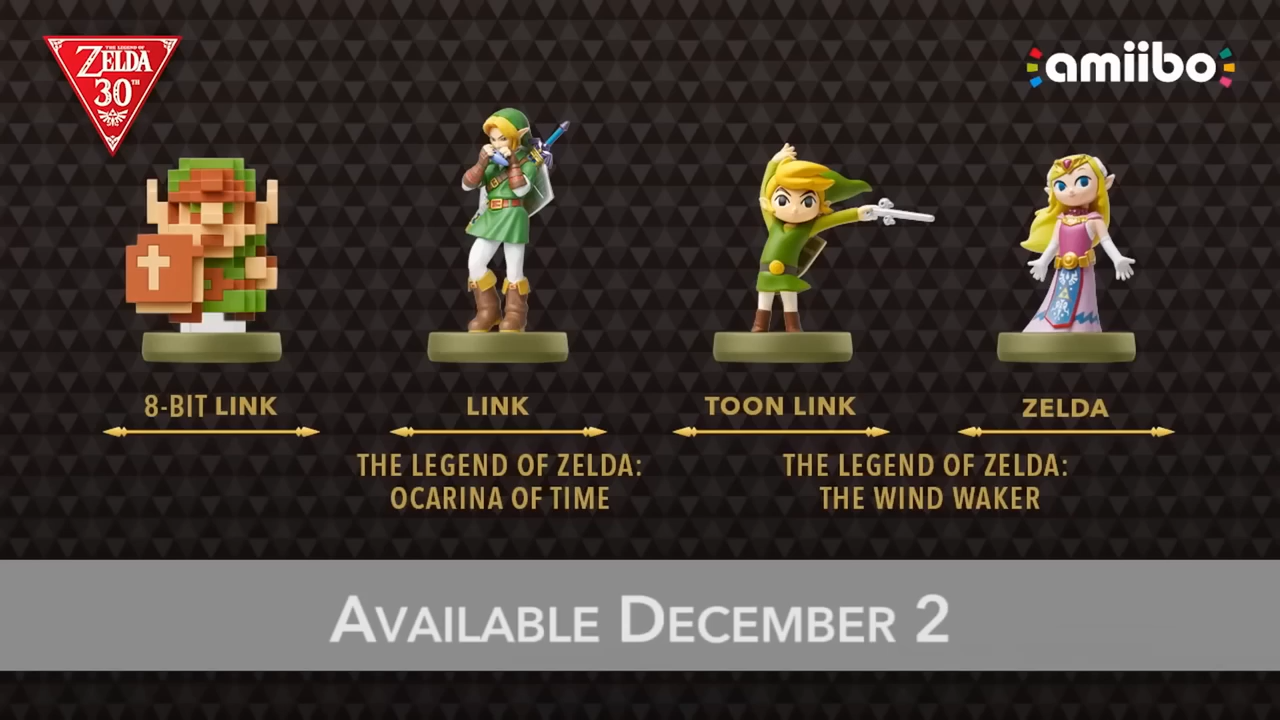 THE LEGEND OF
ZELDA
30TH
amiibo
8-BIT LINK
LINK
TOON LINK
ZELDA
THE LEGEND OF ZELDA:
OCARINA OF TIME
THE LEGEND OF ZELDA:
THE WIND WAKER
AVAILABLE DECEMBER 2